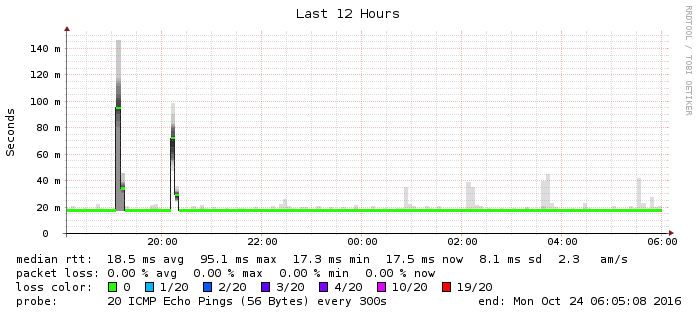 Last 12 Hours
RRDTOOL / TOBI OETIKER
Seconds
140 m
120 m
100 m
80 m
60 m
40 m
20 m
0
20:00 22:00 00:00 02:00 04:00 06:00
median rtt: 18.5 ms avg 95.1 ms max 17.3 ms min 17.5 ms now 8.1 ms sd 2.3 am/s
packet loss: 0.00 % avg 0.00 % max 0.00 % min 0.00 % now
loss color: 0 1/20 2/20 3/20 4/20 10/20 19/20
probe: 20 ICMP Echo Pings (56 Bytes) every 300s end: Mon Oct 24 06:05:08 2016